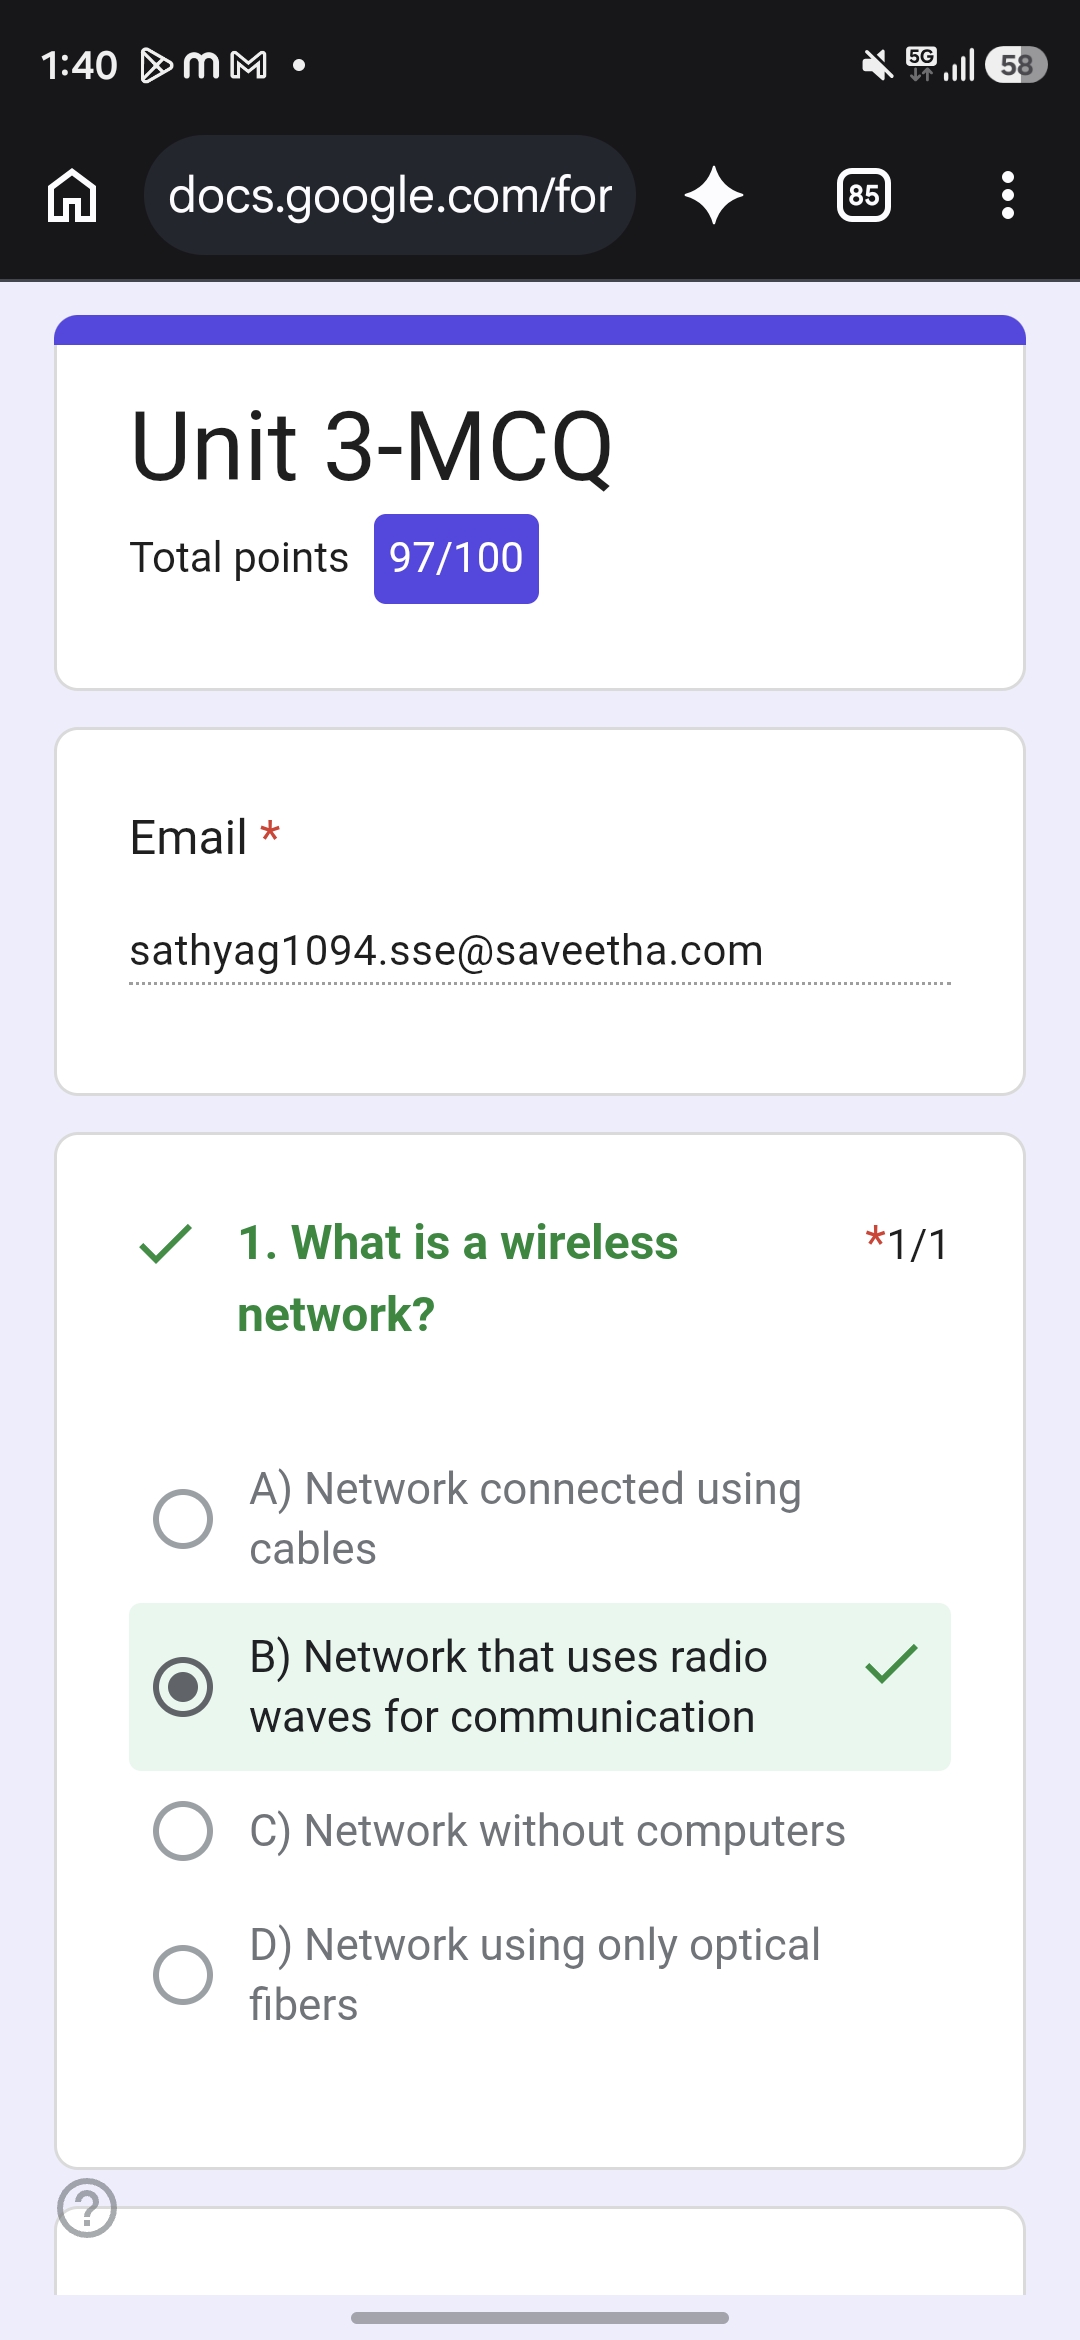 1:40
5G
58
docs.google.com/for
85
Unit 3-MCQ
Total points 97/100
Email *
sathyag1094.sse@saveetha.com
1. What is a wireless *1/1
network?
A) Network connected using
cables
B) Network that uses radio
waves for communication
C) Network without computers
D) Network using only optical
fibers
?